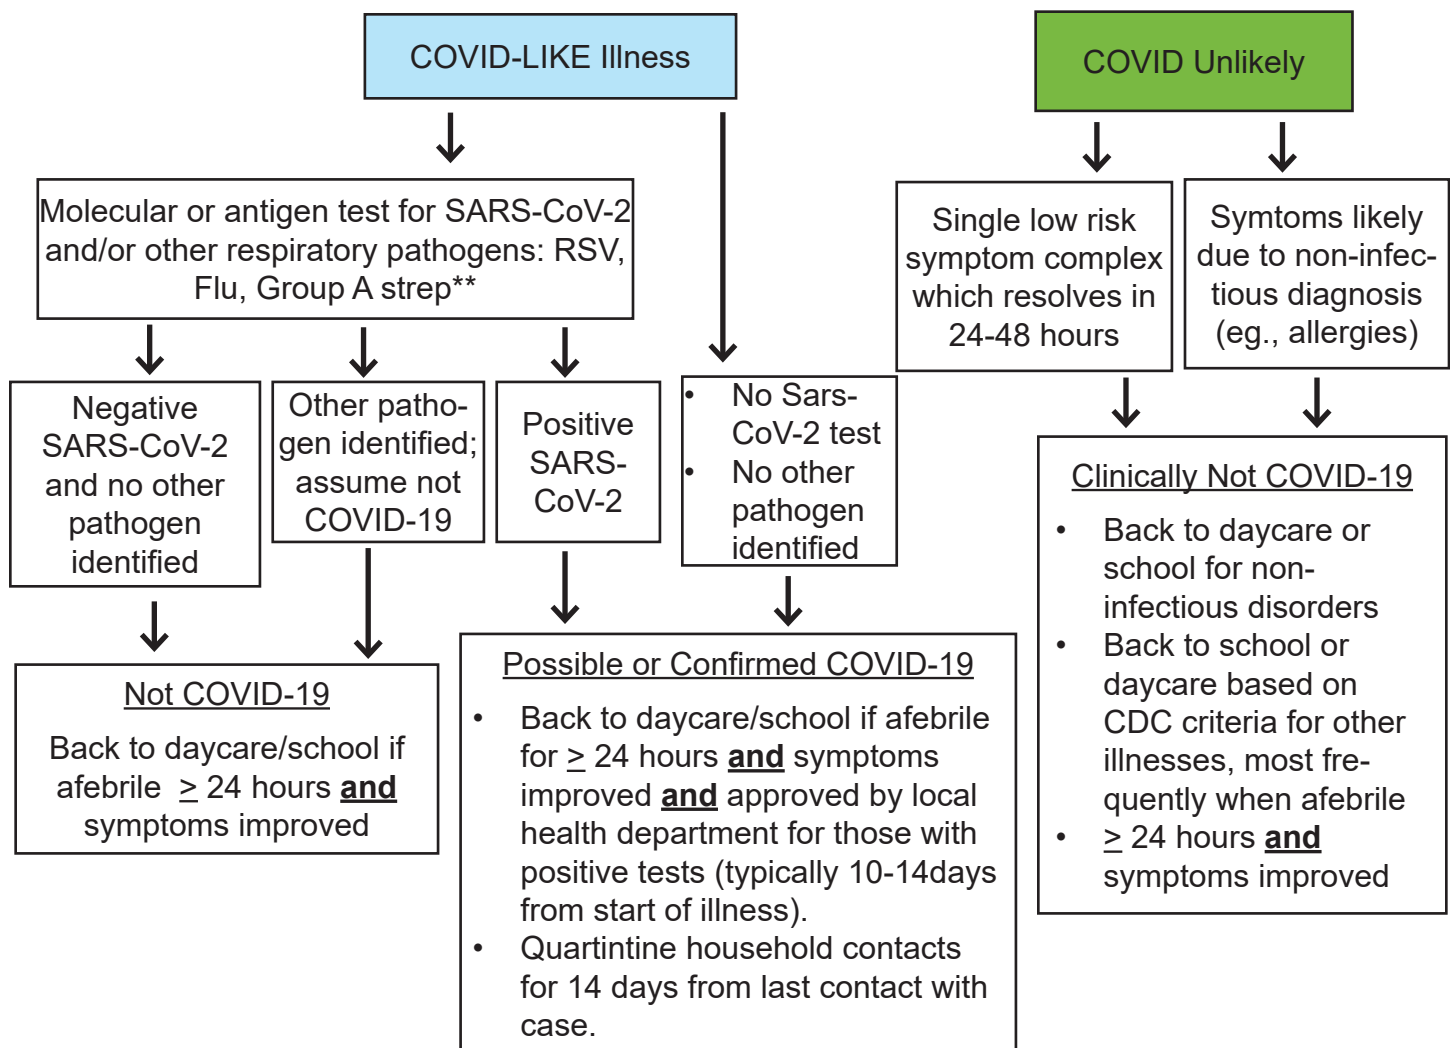 COVID-LIKE Illness
COVID Unlikely
Molecular or antigen test for SARS-CoV-2
and/or other respiratory pathogens: RSV,
Flu, Group A strep**
Single low risk
symptom complex
which resolves in
24-48 hours
Symtoms likely
due to non-infec-
tious diagnosis
(eg., allergies)
Negative
SARS-CoV-2
and no other
pathogen
identified
Other patho-
gen identified;
assume not
COVID-19
Positive
SARS-
CoV-2
• No Sars-
CoV-2 test
• No other
pathogen
identified
Clinically Not COVID-19
• Back to daycare or
school for non-
infectious disorders
• Back to school or
daycare based on
CDC criteria for other
illnesses, most fre-
quently when afebrile
• ≥ 24 hours and
symptoms improved
Not COVID-19
Back to daycare/school if
afebrile ≥ 24 hours and
symptoms improved
Possible or Confirmed COVID-19
• Back to daycare/school if afebrile
for ≥ 24 hours and symptoms
improved and approved by local
health department for those with
positive tests (typically 10-14days
from start of illness).
• Quartintine household contacts
for 14 days from last contact with
case.